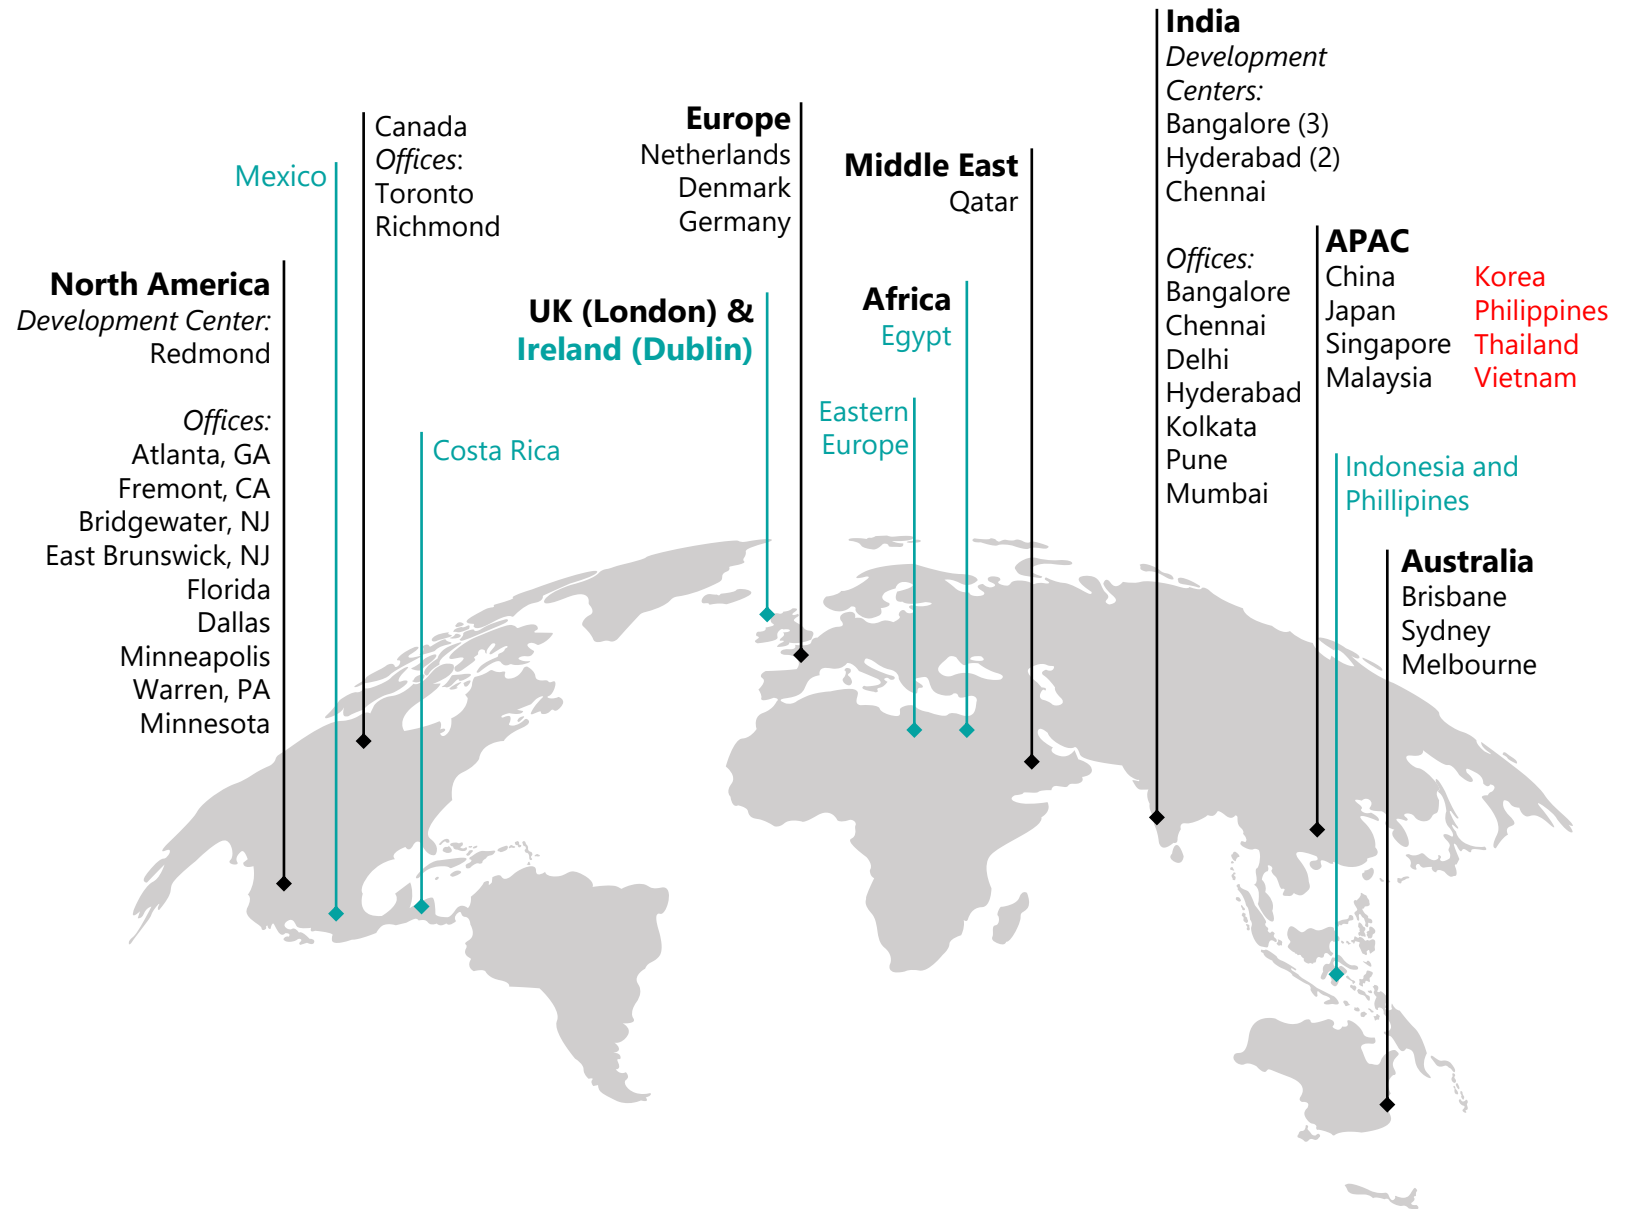 North America
Development Center:
Redmond
Offices:
Atlanta, GA
Fremont, CA
Bridgewater, NJ
East Brunswick, NJ
Florida
Dallas
Minneapolis
Warren, PA
Minnesota
Mexico
Canada
Offices:
Toronto
Richmond
Costa Rica
UK (London) &
Ireland (Dublin)
Europe
Netherlands
Denmark
Germany
Eastern
Europe
Africa
Egypt
Middle East
Qatar
India
Development
Centers:
Bangalore (3)
Hyderabad (2)
Chennai
Offices:
Bangalore
Chennai
Delhi
Hyderabad
Kolkata
Pune
Mumbai
APAC
China
Japan
Singapore
Malaysia
Korea
Philippines
Thailand
Vietnam
Indonesia and
Phillipines
Australia
Brisbane
Sydney
Melbourne